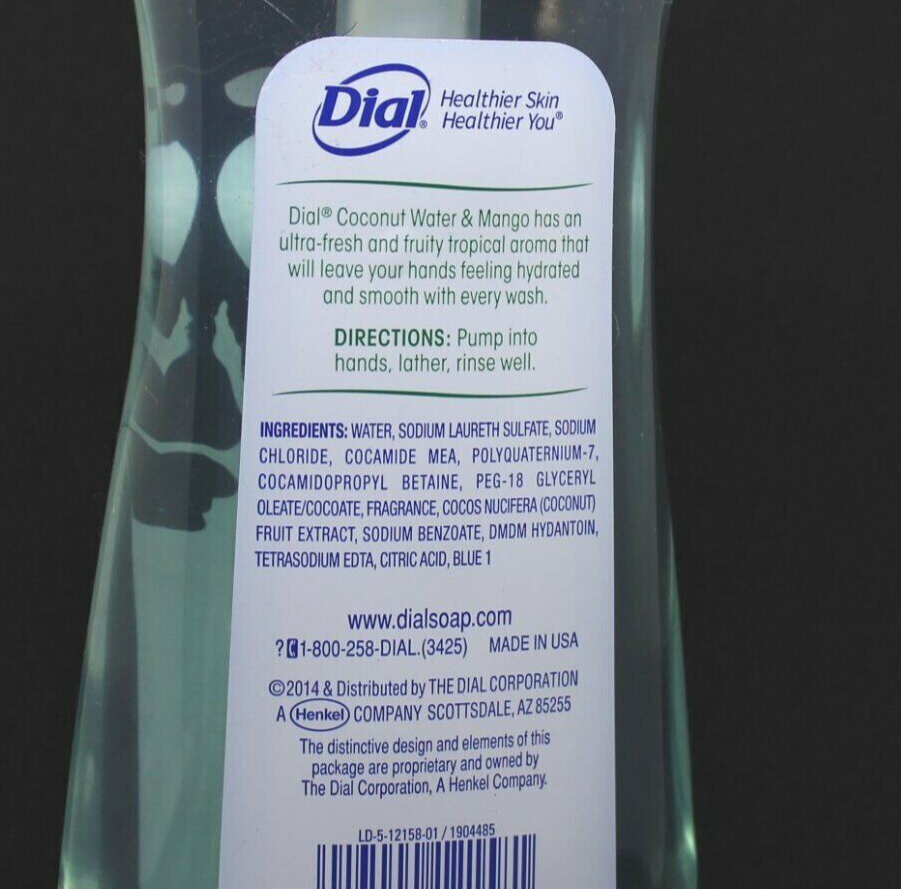 Dial® Healthier Skin
Healthier You®
Dial® Coconut Water & Mango has an
ultra-fresh and fruity tropical aroma that
will leave your hands feeling hydrated
and smooth with every wash.
DIRECTIONS: Pump into
hands, lather, rinse well.
INGREDIENTS: WATER, SODIUM LAURETH SULFATE, SODIUM
CHLORIDE, COCAMIDE MEA, POLYQUATERNIUM-7,
COCAMIDOPROPYL BETAINE, PEG-18 GLYCERYL
OLEATE/COCOATE, FRAGRANCE, COCOS NUCIFERA (COCONUT)
FRUIT EXTRACT, SODIUM BENZOATE, DMDM HYDANTOIN,
TETRASODIUM EDTA, CITRIC ACID, BLUE 1
www.dialsoap.com
? 1-800-258-DIAL.(3425) MADE IN USA
©2014 & Distributed by THE DIAL CORPORATION
A Henkel COMPANY SCOTTSDALE, AZ 85255
The distinctive design and elements of this
package are proprietary and owned by
The Dial Corporation, A Henkel Company.
LD-5-12158-01 / 1904485